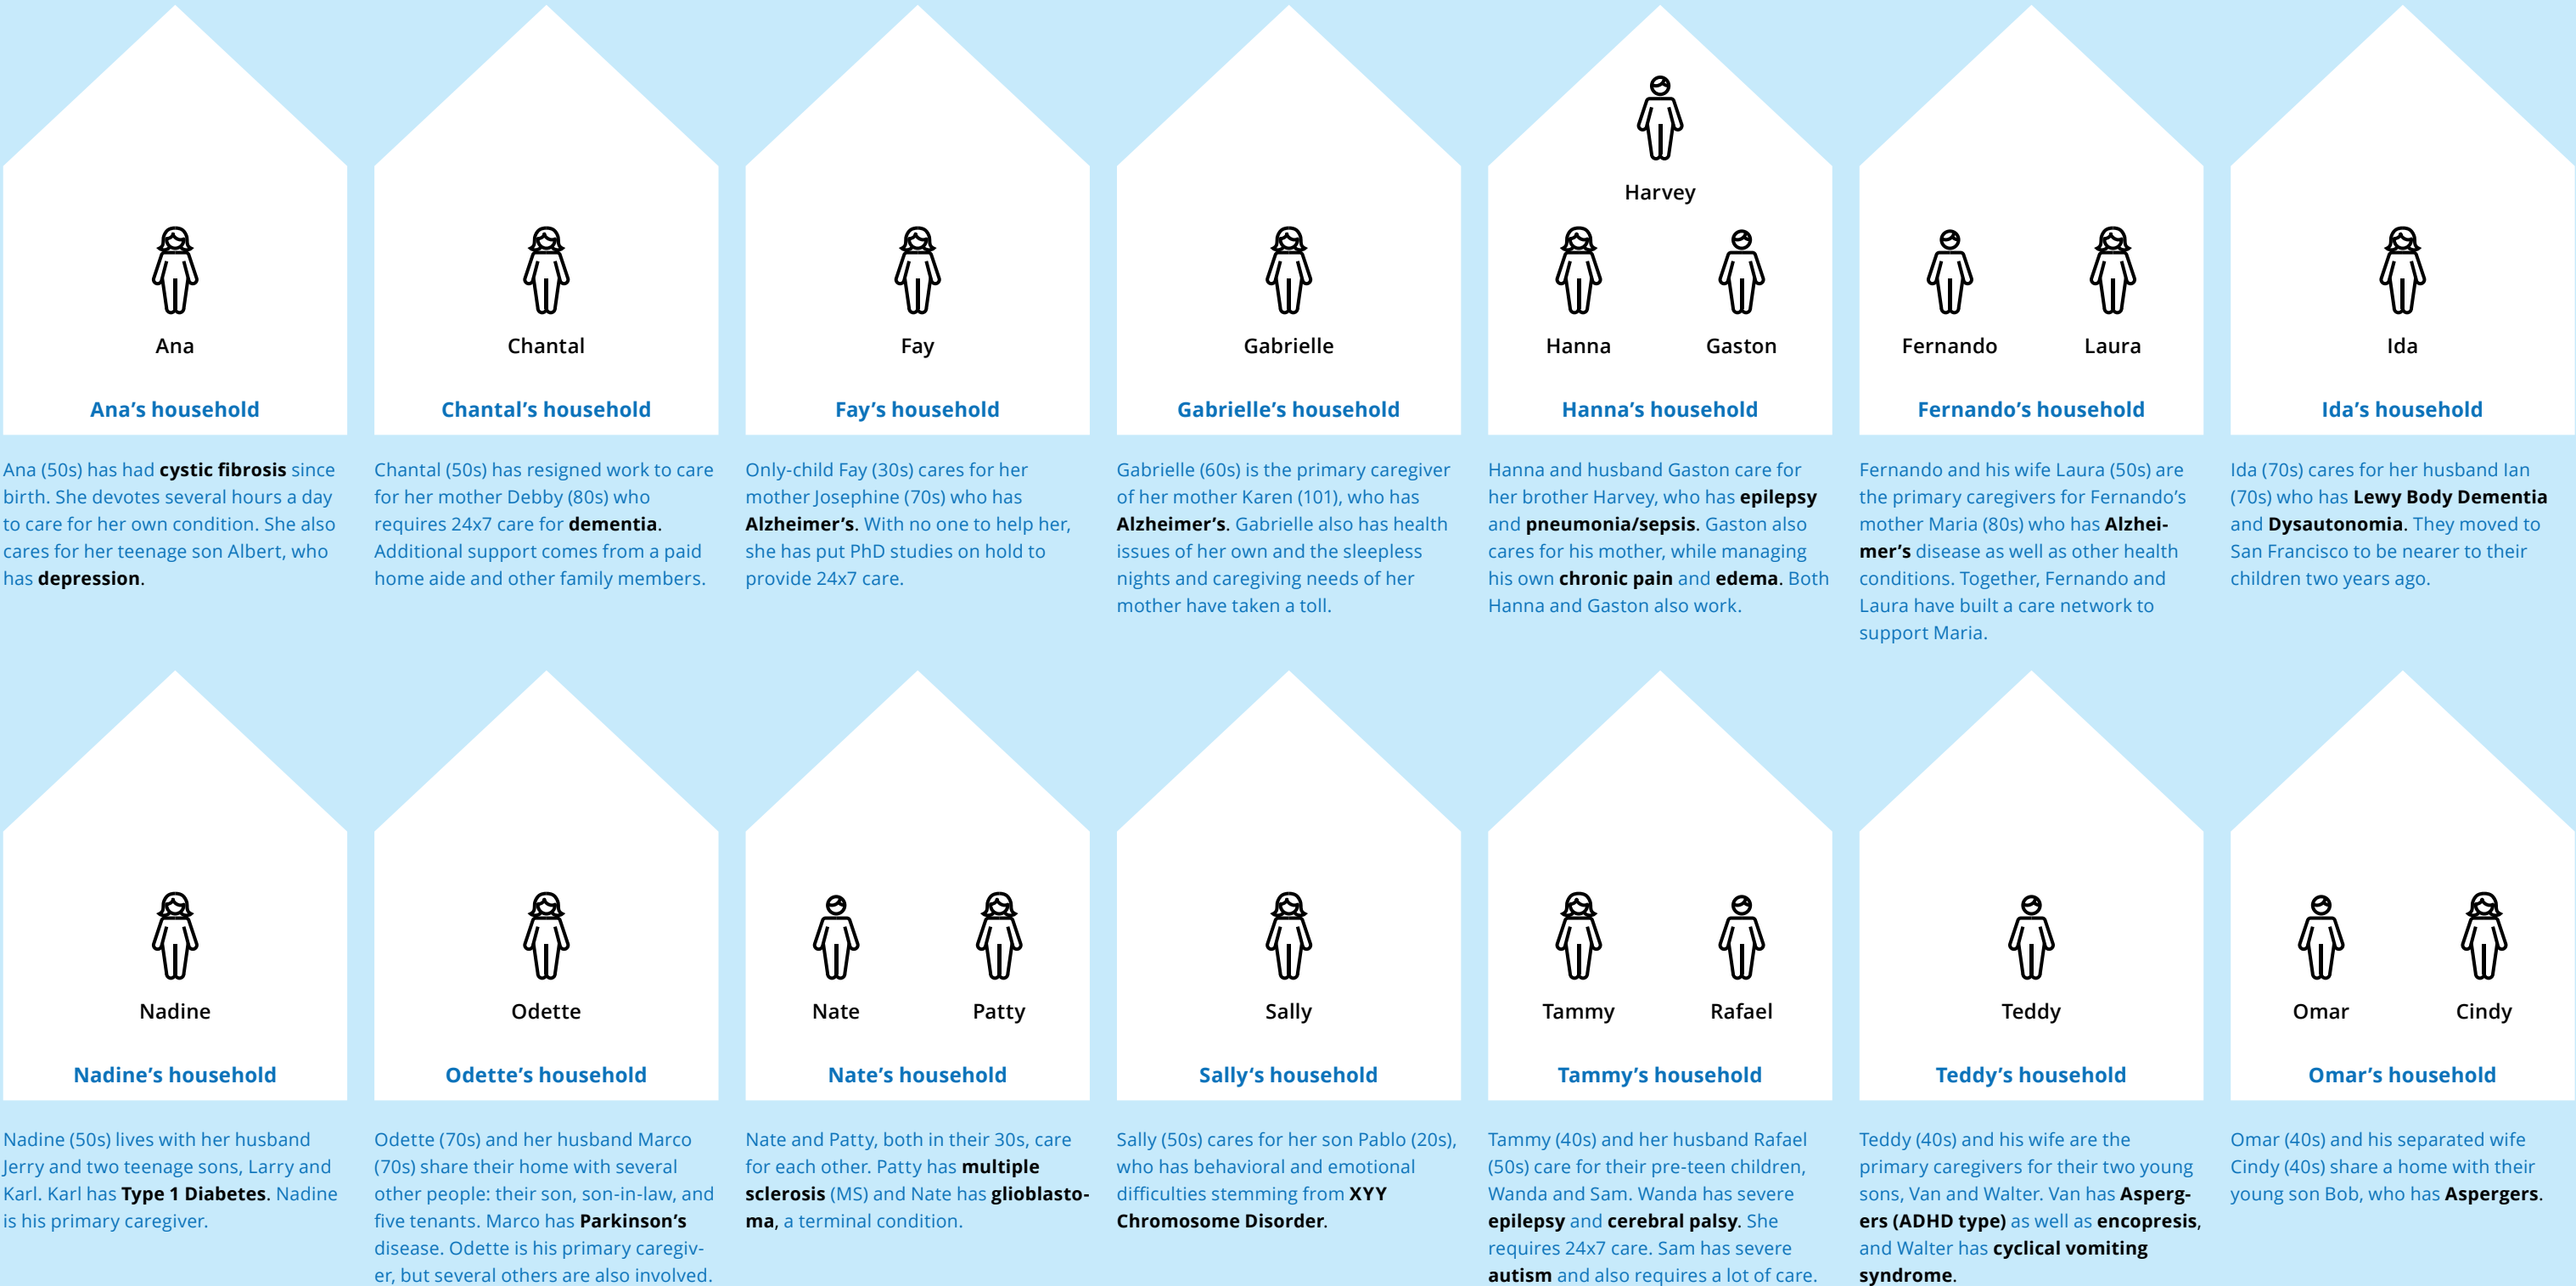 Harvey
Ana
Chantal
Fay
Gabrielle
Hanna
Gaston
Fernando
Laura
Ida
Ana’s household
Chantal’s household
Fay’s household
Gabrielle’s household
Hanna’s household
Fernando’s household
Ida’s household
Ana (50s) has had cystic fibrosis since
birth. She devotes several hours a day
to care for her own condition. She also
cares for her teenage son Albert, who
has depression.
Chantal (50s) has resigned work to care
for her mother Debby (80s) who
requires 24x7 care for dementia.
Additional support comes from a paid
home aide and other family members.
Only-child Fay (30s) cares for her
mother Josephine (70s) who has
Alzheimer’s. With no one to help her,
she has put PhD studies on hold to
provide 24x7 care.
Gabrielle (60s) is the primary caregiver
of her mother Karen (101), who has
Alzheimer’s. Gabrielle also has health
issues of her own and the sleepless
nights and caregiving needs of her
mother have taken a toll.
Hanna and husband Gaston care for
her brother Harvey, who has epilepsy
and pneumonia/sepsis. Gaston also
cares for his mother, while managing
his own chronic pain and edema. Both
Hanna and Gaston also work.
Fernando and his wife Laura (50s) are
the primary caregivers for Fernando’s
mother Maria (80s) who has Alzhei-
mer’s disease as well as other health
conditions. Together, Fernando and
Laura have built a care network to
support Maria.
Ida (70s) cares for her husband Ian
(70s) who has Lewy Body Dementia
and Dysautonomia. They moved to
San Francisco to be nearer to their
children two years ago.
Nadine
Odette
Nate
Patty
Sally
Tammy
Rafael
Teddy
Omar
Cindy
Nadine’s household
Odette’s household
Nate’s household
Sally‘s household
Tammy’s household
Teddy’s household
Omar’s household
Nadine (50s) lives with her husband
Jerry and two teenage sons, Larry and
Karl. Karl has Type 1 Diabetes. Nadine
is his primary caregiver.
Odette (70s) and her husband Marco
(70s) share their home with several
other people: their son, son-in-law, and
five tenants. Marco has Parkinson’s
disease. Odette is his primary caregiv-
er, but several others are also involved.
Nate and Patty, both in their 30s, care
for each other. Patty has multiple
sclerosis (MS) and Nate has glioblasto-
ma, a terminal condition.
Sally (50s) cares for her son Pablo (20s),
who has behavioral and emotional
difficulties stemming from XYY
Chromosome Disorder.
Tammy (40s) and her husband Rafael
(50s) care for their pre-teen children,
Wanda and Sam. Wanda has severe
epilepsy and cerebral palsy. She
requires 24x7 care. Sam has severe
autism and also requires a lot of care.
Teddy (40s) and his wife are the
primary caregivers for their two young
sons, Van and Walter. Van has Asperg-
ers (ADHD type) as well as encopresis,
and Walter has cyclical vomiting
syndrome.
Omar (40s) and his separated wife
Cindy (40s) share a home with their
young son Bob, who has Aspergers.